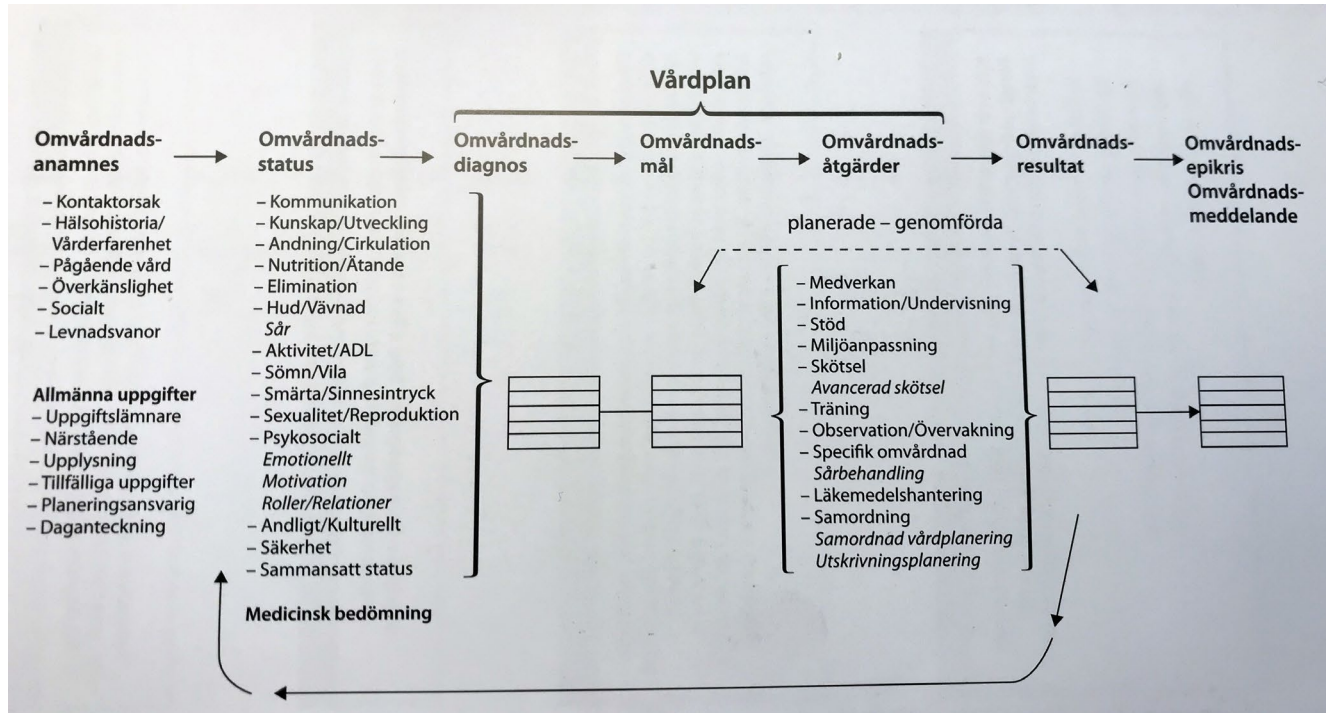 Vårdplan
Omvårdnads-
anamnes
– Kontaktorsak
– Hälsohistoria/
Vårderfarenhet
– Pågående vård
– Överkänslighet
– Socialt
– Levnadsvanor
Allmänna uppgifter
– Uppgiftslämnare
– Närstående
– Upplysning
– Tillfälliga uppgifter
– Planeringsansvarig
– Daganteckning
Omvårdnads-
status
– Kommunikation
– Kunskap/Utveckling
– Andning/Cirkulation
– Nutrition/Ätande
– Elimination
– Hud/Vävnad
Sår
– Aktivitet/ADL
– Sömn/Vila
– Smärta/Sinnesintryck
– Sexualitet/Reproduktion
– Psykosocialt
Emotionellt
Motivation
Roller/Relationer
– Andligt/Kulturellt
– Säkerhet
– Sammansatt status
Medicinsk bedömning
Omvårdnads-
diagnos
Omvårdnads-
mål
Omvårdnads-
åtgärder
planerade – genomförda
– Medverkan
– Information/Undervisning
– Stöd
– Miljöanpassning
– Skötsel
Avancerad skötsel
– Träning
– Observation/Övervakning
– Specifik omvårdnad
Sårbehandling
– Läkemedelshantering
– Samordning
Samordnad vårdplanering
Utskrivningsplanering
Omvårdnads-
resultat
Omvårdnads-
epikris
Omvårdnads-
meddelande